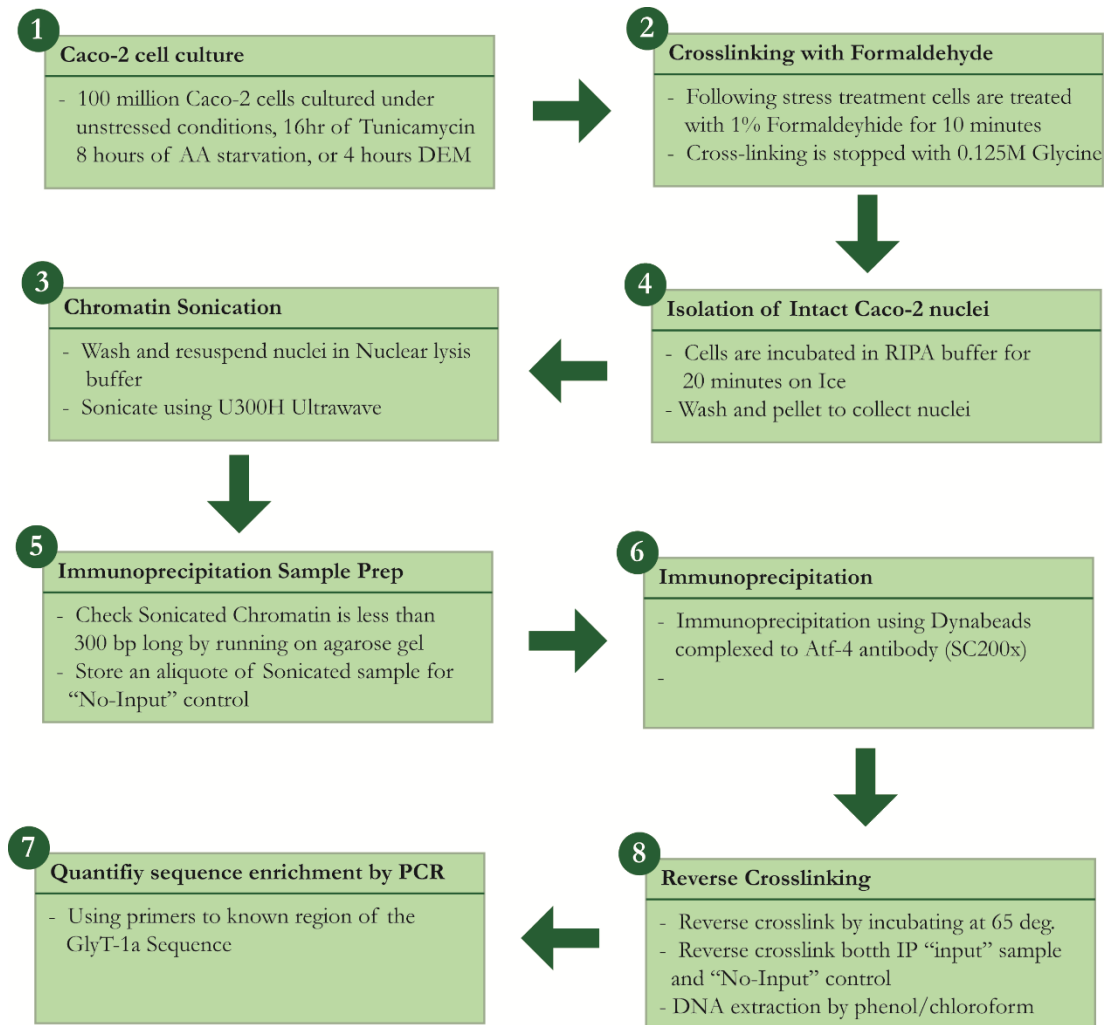 1
Caco-2 cell culture
- 100 million Caco-2 cells cultured under
unstressed conditions, 16hr of Tunicamycin
8 hours of AA starvation, or 4 hours DEM
2
Crosslinking with Formaldehyde
- Following stress treatment cells are treated
with 1% Formaldeyhide for 10 minutes
- Cross-linking is stopped with 0.125M Glycine
3
Chromatin Sonication
- Wash and resuspend nuclei in Nuclear lysis
buffer
- Sonicate using U300H Ultrawave
4
Isolation of Intact Caco-2 nuclei
- Cells are incubated in RIPA buffer for
20 minutes on Ice
- Wash and pellet to collect nuclei
5
Immunoprecipitation Sample Prep
- Check Sonicated Chromatin is less than
300 bp long by running on agarose gel
- Store an aliquote of Sonicated sample for
“No-Input” control
6
Immunoprecipitation
- Immunoprecipitation using Dynabeads
complexed to Atf-4 antibody (SC200x)
-
7
Quantifiy sequence enrichment by PCR
- Using primers to known region of the
GlyT-1a Sequence
8
Reverse Crosslinking
- Reverse crosslink by incubating at 65 deg.
- Reverse crosslink botth IP “input” sample
and “No-Input” control
- DNA extraction by phenol/chloroform